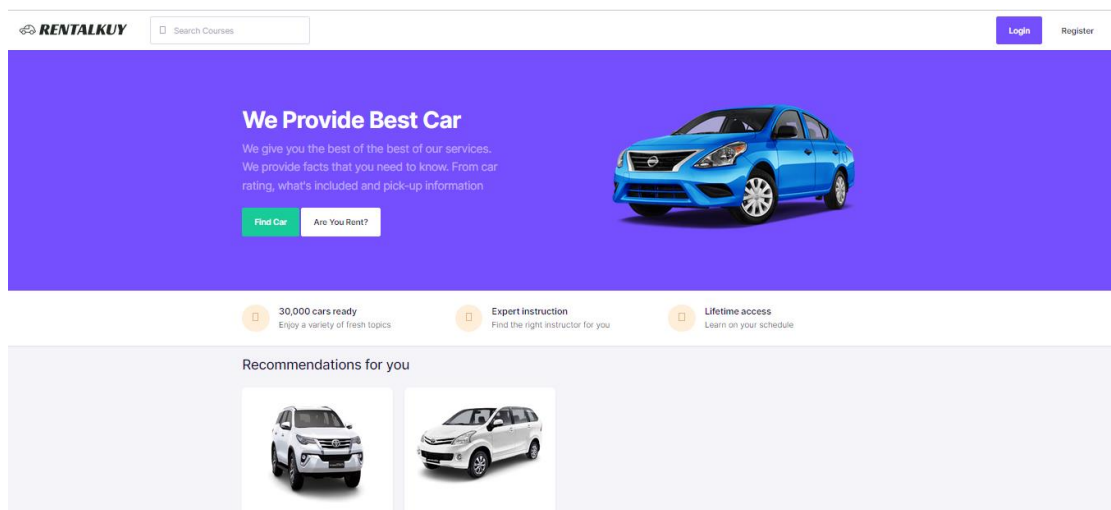 RENTALKUY
Search Courses
Login
Register
We Provide Best Car
We give you the best of the best of our services.
We provide facts that you need to know. From car
rating, what's included and pick-up information
Find Car
Are You Rent?
30,000 cars ready
Enjoy a variety of fresh topics
Expert instruction
Find the right instructor for you
Lifetime access
Learn on your schedule
Recommendations for you